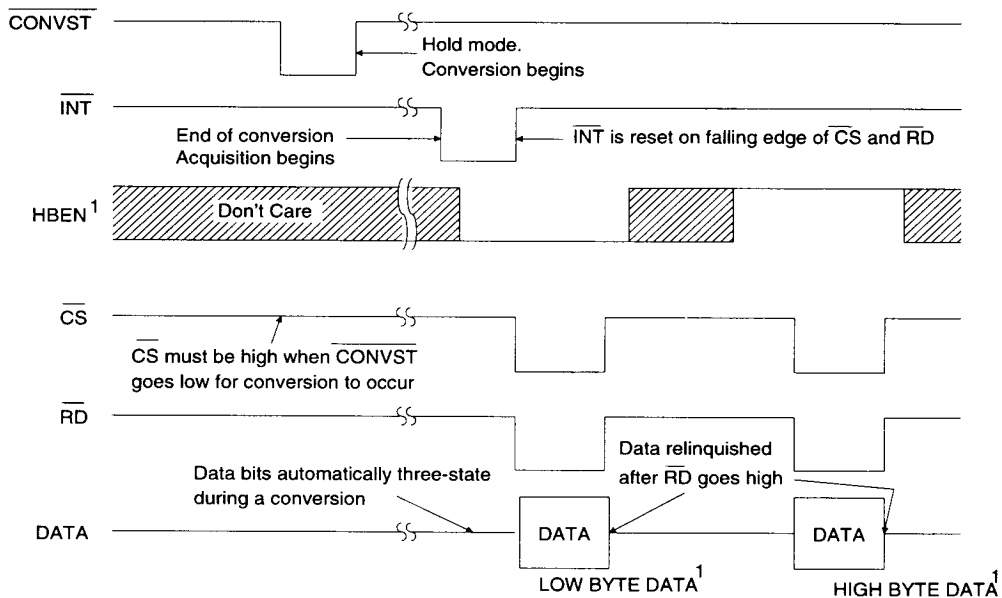 CONVST
Hold mode.
Conversion begins
INT
End of conversion
Acquisition begins
INT is reset on falling edge of CS and RD
HBEN1
Don't Care
CS
CS must be high when CONVST
goes low for conversion to occur
RD
Data bits automatically three-state
during a conversion
Data relinquished
after RD goes high
DATA
DATA
DATA
LOW BYTE DATA1
HIGH BYTE DATA1